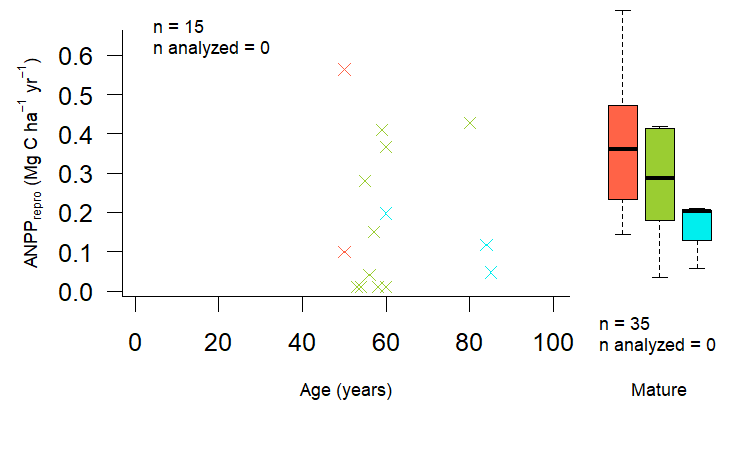 n = 15
n analyzed = 0
ANPPrepro (Mg C ha−1 yr−1)
0.6
0.5
0.4
0.3
0.2
0.1
0.0
0 20 40 60 80 100
Age (years)
n = 35
n analyzed = 0
Mature